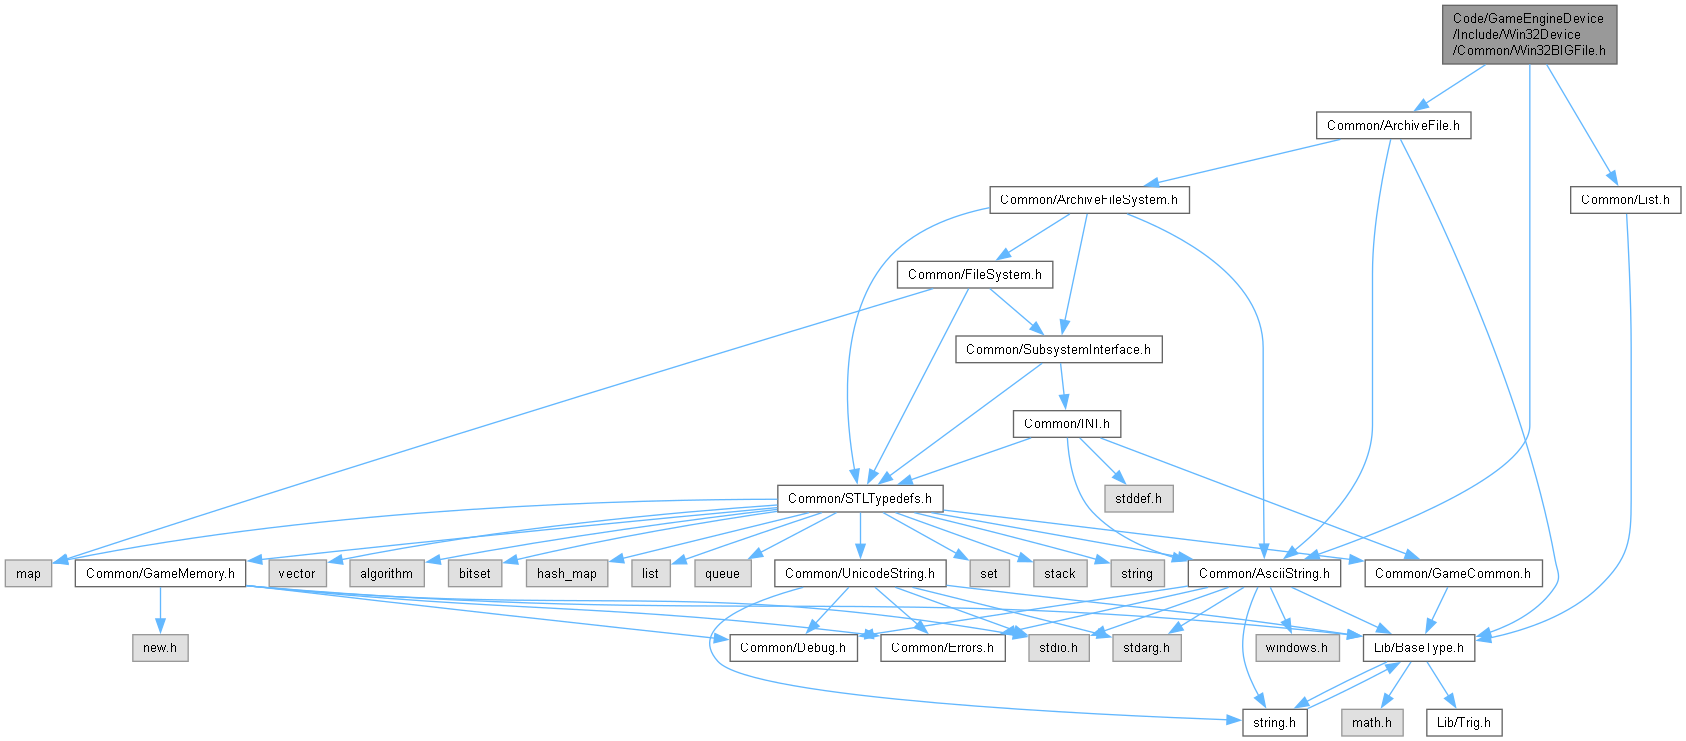 Code/GameEngineDevice
/Include/Win32Device
/Common/Win32BIGFile.h
Common/ArchiveFile.h
Common/ArchiveFileSystem.h
Common/List.h
Common/FileSystem.h
Common/SubsystemInterface.h
Common/INI.h
Common/STLTypedefs.h
stddef.h
map
Common/GameMemory.h
vector
algorithm
bitset
hash_map
list
queue
Common/UnicodeString.h
set
stack
string
Common/AsciiString.h
Common/GameCommon.h
new.h
Common/Debug.h
Common/Errors.h
stdio.h
stdarg.h
windows.h
Lib/BaseType.h
string.h
math.h
Lib/Trig.h